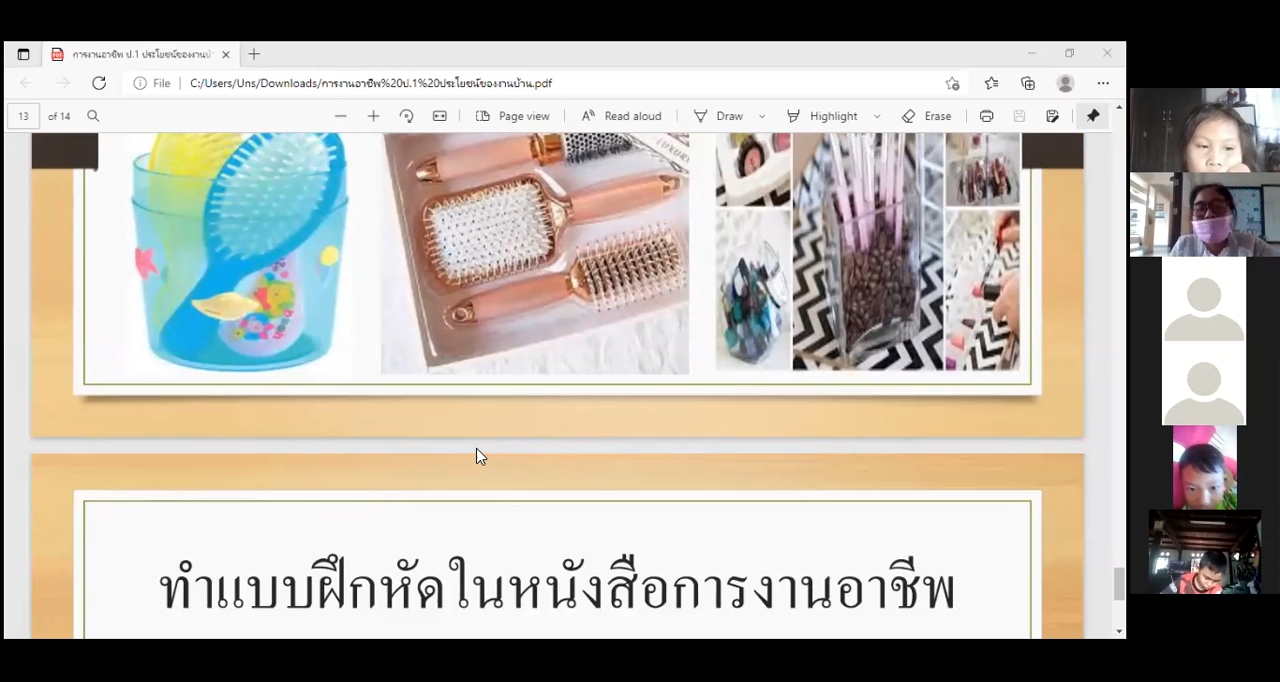 การงานอาชีพ ป.1 ประโยชน์ของงานบ้
File
C:/Users/Uns/Downloads/การงานอาชีพ%20ป.1%20ประโยชน์ของงานบ้าน.pdf
13 of 14
Page view
Read aloud
Draw
Highlight
Erase
LUXURY
ทำแบบฝึกหัดในหนังสือการงานอาชีพ